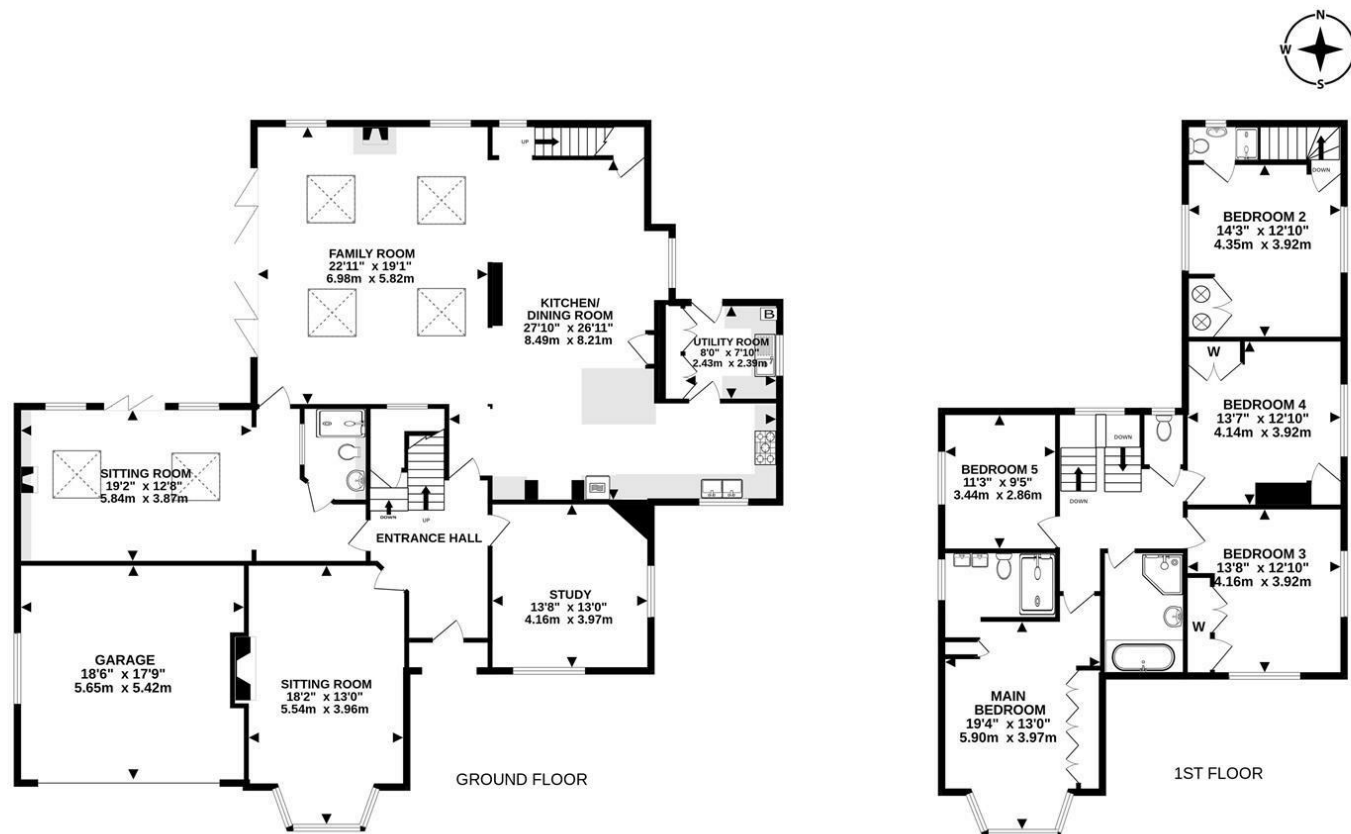 N
W
S
UP
FAMILY ROOM
22'11" x 19'1"
6.98m x 5.82m
KITCHEN/
DINING ROOM
27'10" x 26'11"
8.49m x 8.21m
B
UTILITY ROOM
8'0" x 7'10"
2.43m x 2.39m
SITTING ROOM
19'2" x 12'8"
5.84m x 3.87m
DOWN
UP
ENTRANCE HALL
STUDY
13'8" x 13'0"
4.16m x 3.97m
GARAGE
18'6" x 17'9"
5.65m x 5.42m
SITTING ROOM
18'2" x 13'0"
5.54m x 3.96m
GROUND FLOOR
DOWN
BEDROOM 2
14'3" x 12'10"
4.35m x 3.92m
W
BEDROOM 4
13'7" x 12'10"
4.14m x 3.92m
DOWN
DOWN
BEDROOM 5
11'3" x 9'5"
3.44m x 2.86m
BEDROOM 3
13'8" x 12'10"
4.16m x 3.92m
W
MAIN
BEDROOM
19'4" x 13'0"
5.90m x 3.97m
1ST FLOOR